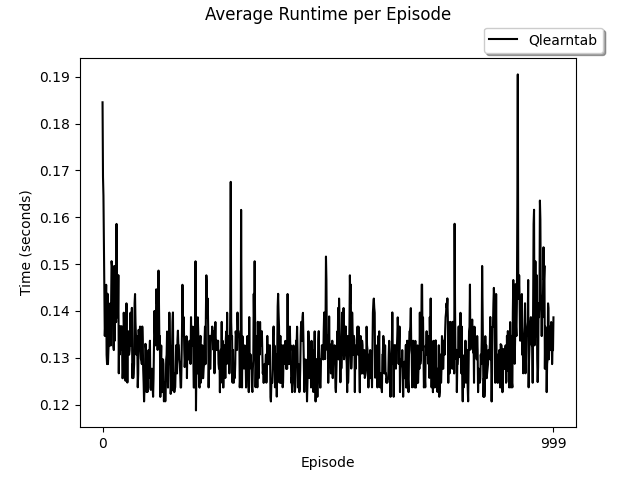 Average Runtime per Episode
Qlearntab
0.19
0.18
0.17
0.16
0.15
0.14
0.13
0.12
Time (seconds)
0 999
Episode